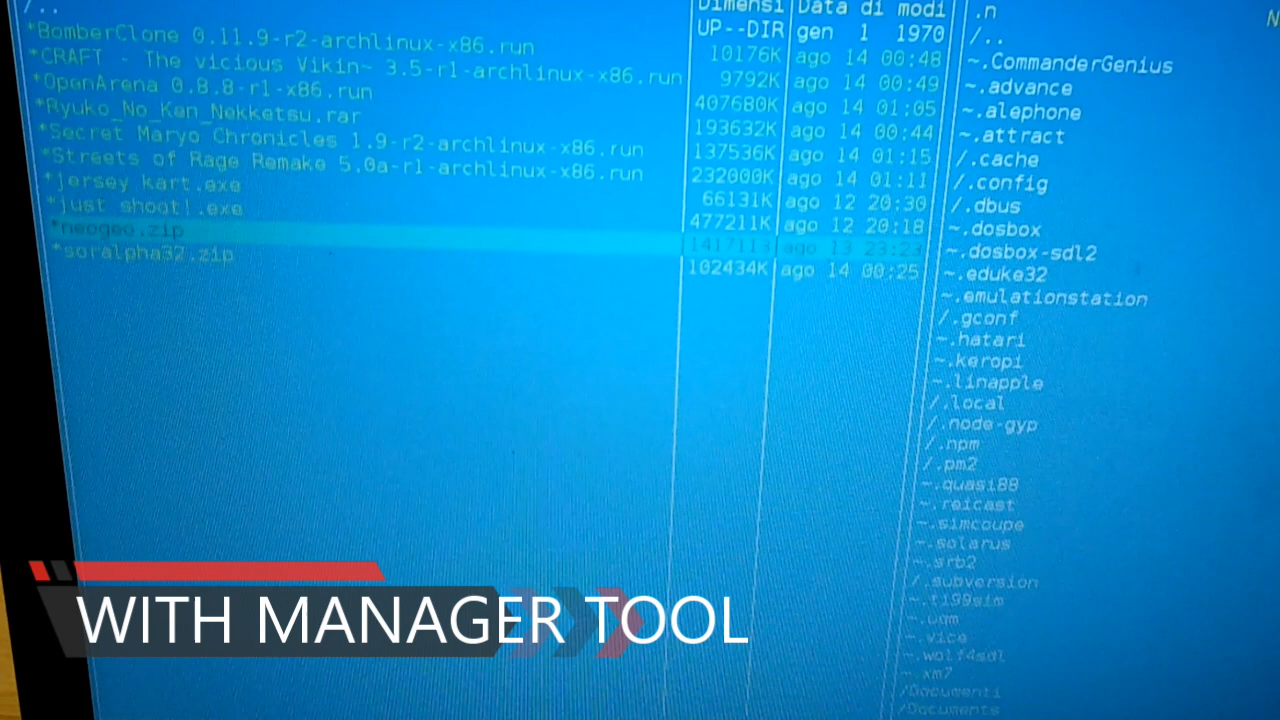 /..
*BomberClone 0.11.9-r2-archlinux-x86.run
*CRAFT - The vicious Vikin~ 3.5-r1-archlinux-x86.run
*OpenArena 0.8.8-r1-x86.run
*Ryuko_No_Ken_Nekketsu.rar
*Secret Maryo Chronicles 1.9-r2-archlinux-x86.run
*Streets of Rage Remake 5.0a-r1-archlinux-x86.run
*jersey kart.exe
*just shoot!.exe
*neogeo.zip
*soralpha32.zip
Dimensi
UP--DIR
10176K
9792K
407680K
193632K
137536K
232000K
66131K
477211K
1417113
102434K
Data di modi
gen 1 1970
ago 14 00:48
ago 14 00:49
ago 14 01:05
ago 14 00:44
ago 14 01:15
ago 14 01:11
ago 12 20:30
ago 12 20:18
ago 13 23:23
ago 14 00:25
.n
/..
~.CommanderGenius
~.advance
~.alephone
~.attract
/.cache
/.config
/.dbus
~.dosbox
~.dosbox-sdl2
~.eduke32
~.emulationstation
/.gconf
~.hatari
~.keropi
~.linapple
/.local
/.node-gyp
/.npm
/.pm2
~.quasi88
~.reicast
~.simcoupe
~.solarus
~.srb2
/.subversion
~.ti99sim
~.uqm
~.vice
~.wolf4sdl
~.xm7
/Documenti
/Documents
N
WITH MANAGER TOOL